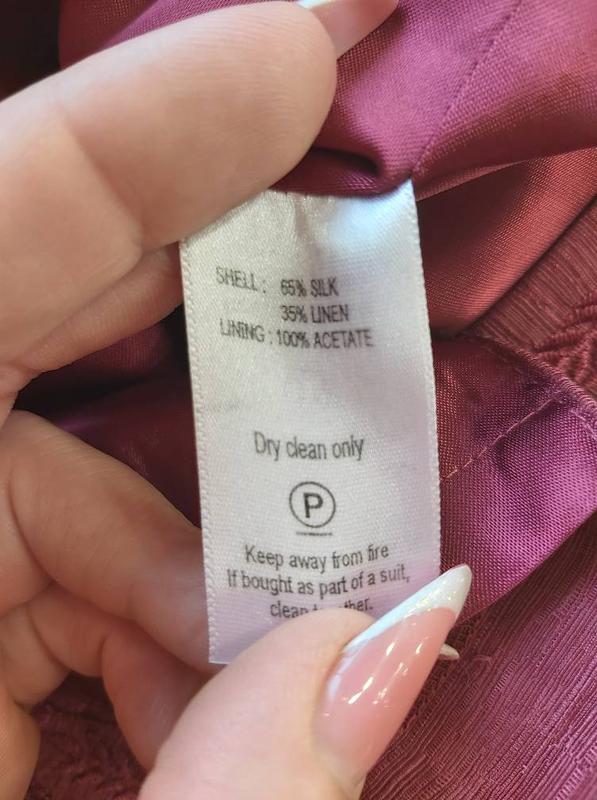 SHELL: 65% SILK
35% LINEN
LINING: 100% ACETATE
Dry clean only
P
Keep away from fire
If bought as part of a suit,
clean